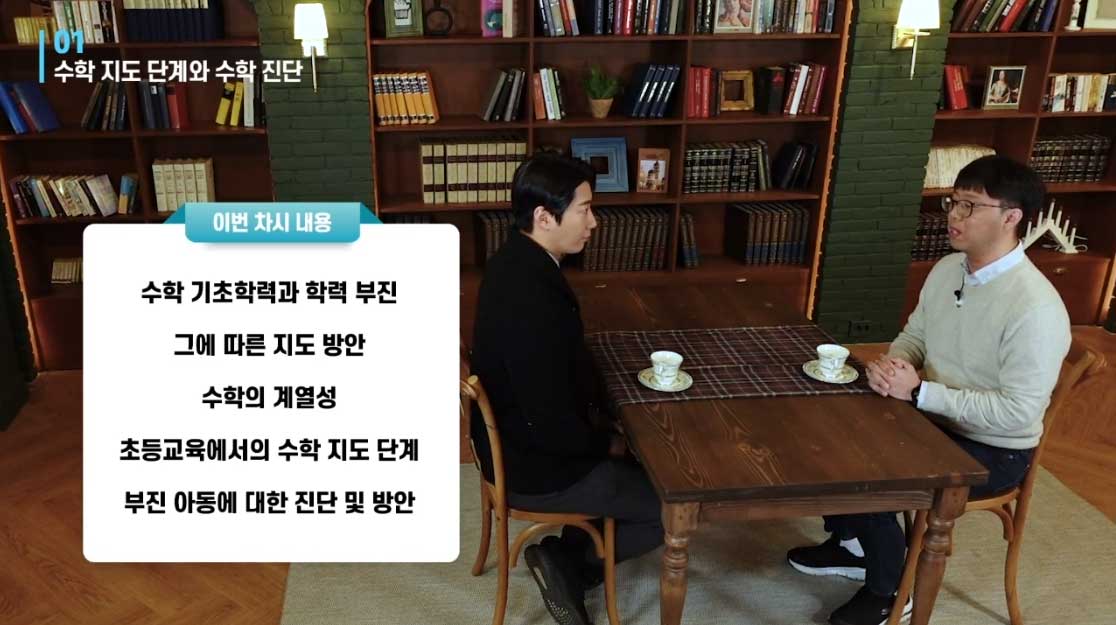 01
수학 지도 단계와 수학 진단
이번 차시 내용
수학 기초학력과 학력 부진
그에 따른 지도 방안
수학의 계열성
초등교육에서의 수학 지도 단계
부진 아동에 대한 진단 및 방안